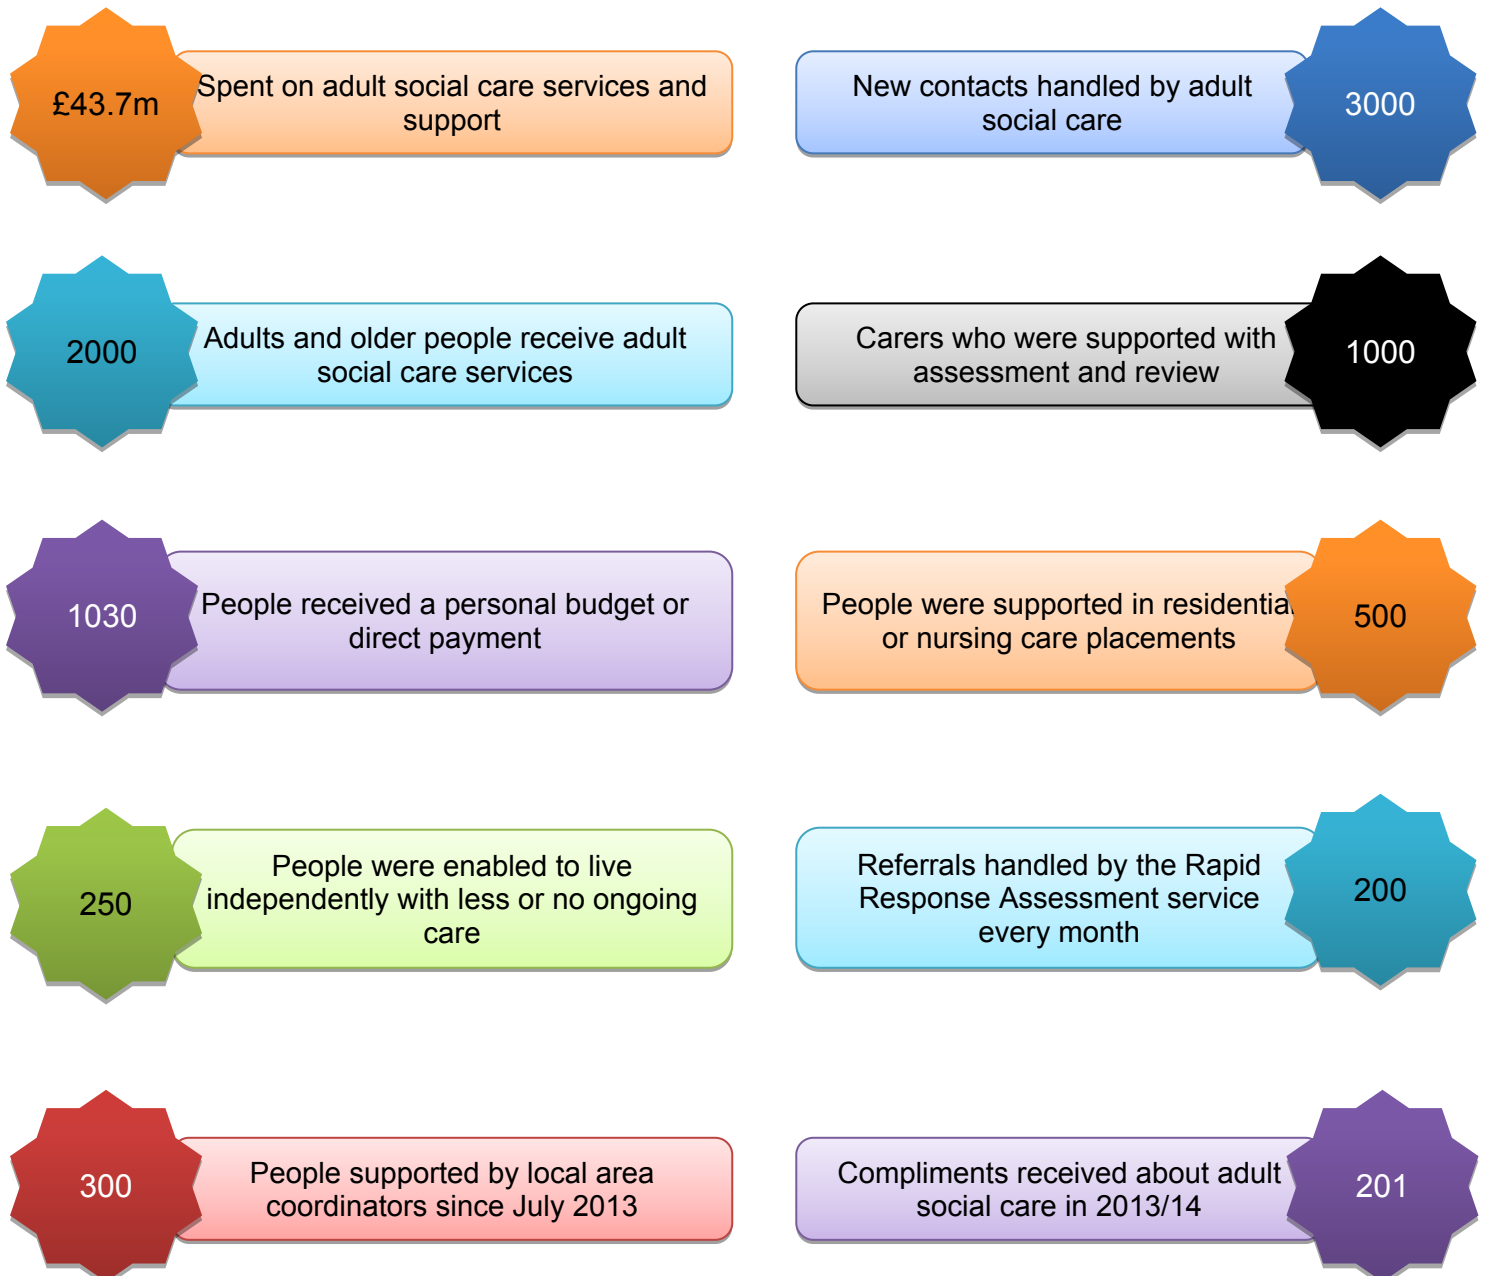 £43.7m
Spent on adult social care services and
support
New contacts handled by adult
social care
3000
2000
Adults and older people receive adult
social care services
Carers who were supported with
assessment and review
1000
1030
People received a personal budget or
direct payment
People were supported in residential
or nursing care placements
500
250
People were enabled to live
independently with less or no ongoing
care
Referrals handled by the Rapid
Response Assessment service
every month
200
300
People supported by local area
coordinators since July 2013
Compliments received about adult
social care in 2013/14
201